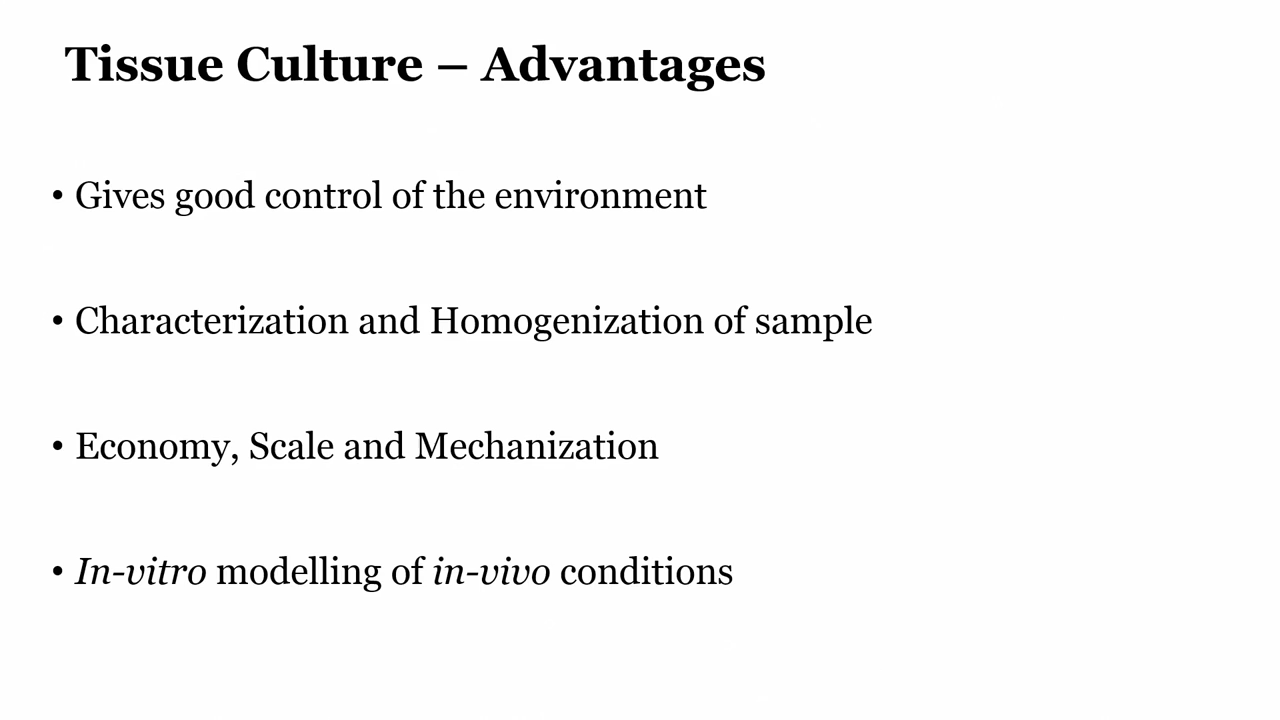 Tissue Culture – Advantages
• Gives good control of the environment
• Characterization and Homogenization of sample
• Economy, Scale and Mechanization
• In-vitro modelling of in-vivo conditions